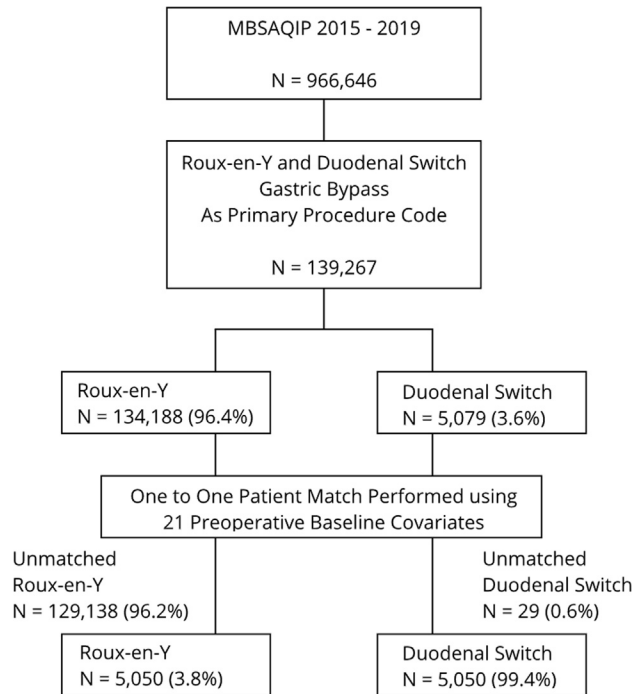 MBSAQIP 2015 - 2019
N = 966,646
Roux-en-Y and Duodenal Switch
Gastric Bypass
As Primary Procedure Code
N = 139,267
Roux-en-Y
N = 134,188 (96.4%)
Duodenal Switch
N = 5,079 (3.6%)
One to One Patient Match Performed using
21 Preoperative Baseline Covariates
Unmatched
Roux-en-Y
N = 129,138 (96.2%)
Unmatched
Duodenal Switch
N = 29 (0.6%)
Roux-en-Y
N = 5,050 (3.8%)
Duodenal Switch
N = 5,050 (99.4%)